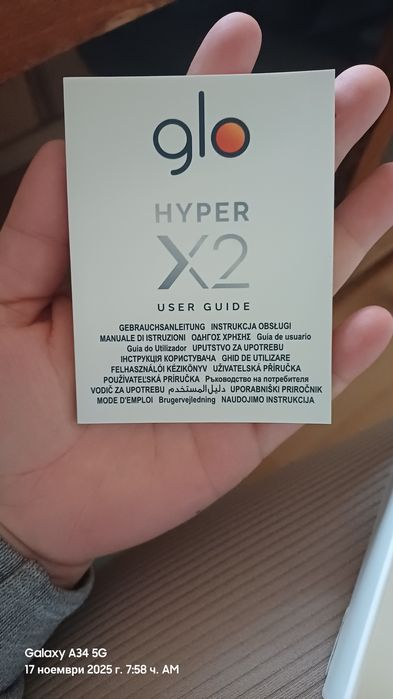 glo
HYPER
X2
USER GUIDE
GEBRAUCHSANLEITUNG INSTRUKCJA OBSŁUGI
MANUALE DI ISTRUZIONI ΟΔΗΓΟΣ ΧΡΗΣΗΣ Guía de usuario
Guia do Utilizador UPUTSTVO ZA UPOTREBU
ІНСТРУКЦІЯ КОРИСТУВАЧА GHID DE UTILIZARE
FELHASZNÁLÓI KÉZIKÖNYV UŽIVATELSKÁ PŘÍRUČKA
POUŽÍVATEĽSKÁ PRÍRUČKA Ръководство на потребителя
VODIČ ZA UPOTREBU دليل المستخدم UPORABNIŠKI PRIROČNIK
MODE D'EMPLOI Brugervejledning NAUDOJIMO INSTRUKCIJA
Galaxy A34 5G
17 ноември 2025 г. 7:58 ч. AM